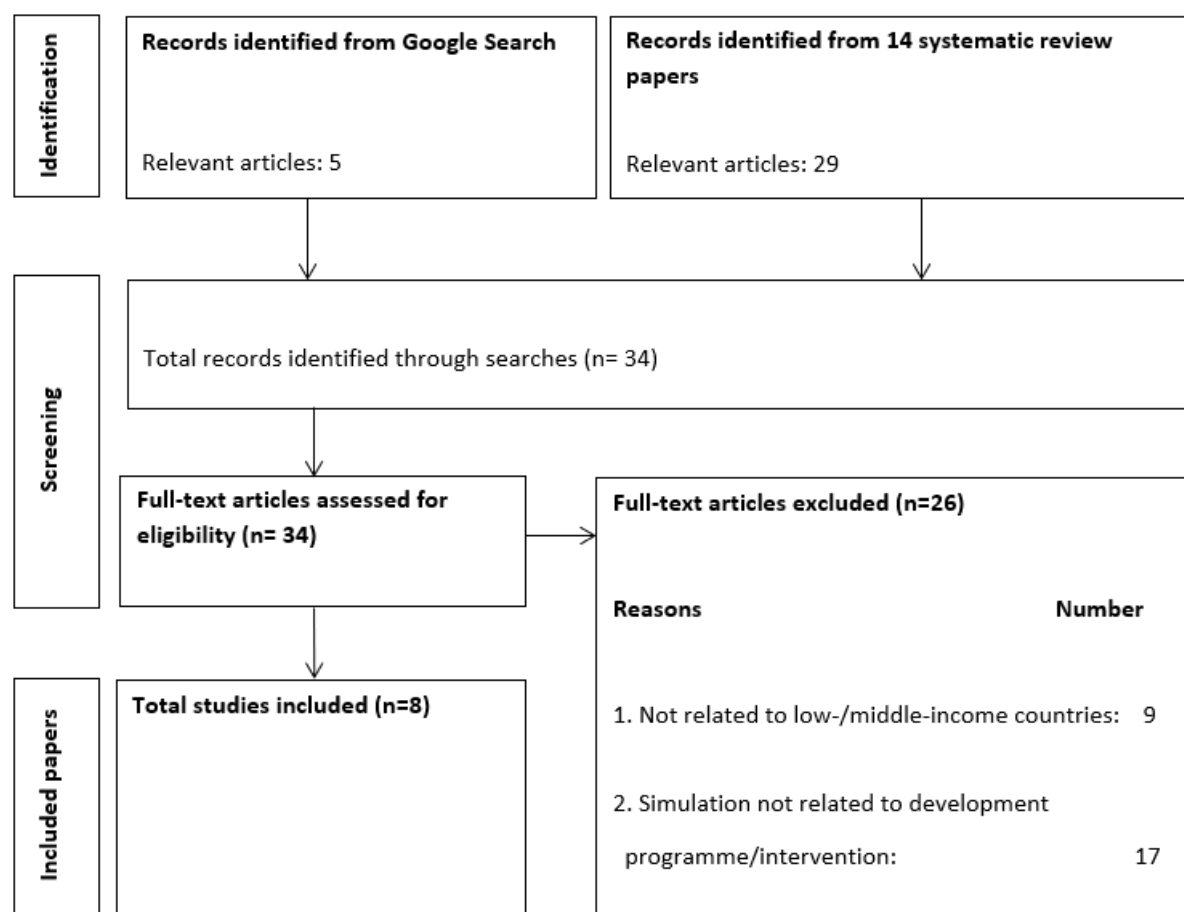 Identification
Records identified from Google Search
Relevant articles: 5
Records identified from 14 systematic review
papers
Relevant articles: 29
Screening
Total records identified through searches (n= 34)
Full-text articles assessed for
eligibility (n= 34)
Full-text articles excluded (n=26)
Reasons Number
1. Not related to low-/middle-income countries: 9
2. Simulation not related to development
programme/intervention: 17
Included papers
Total studies included (n=8)